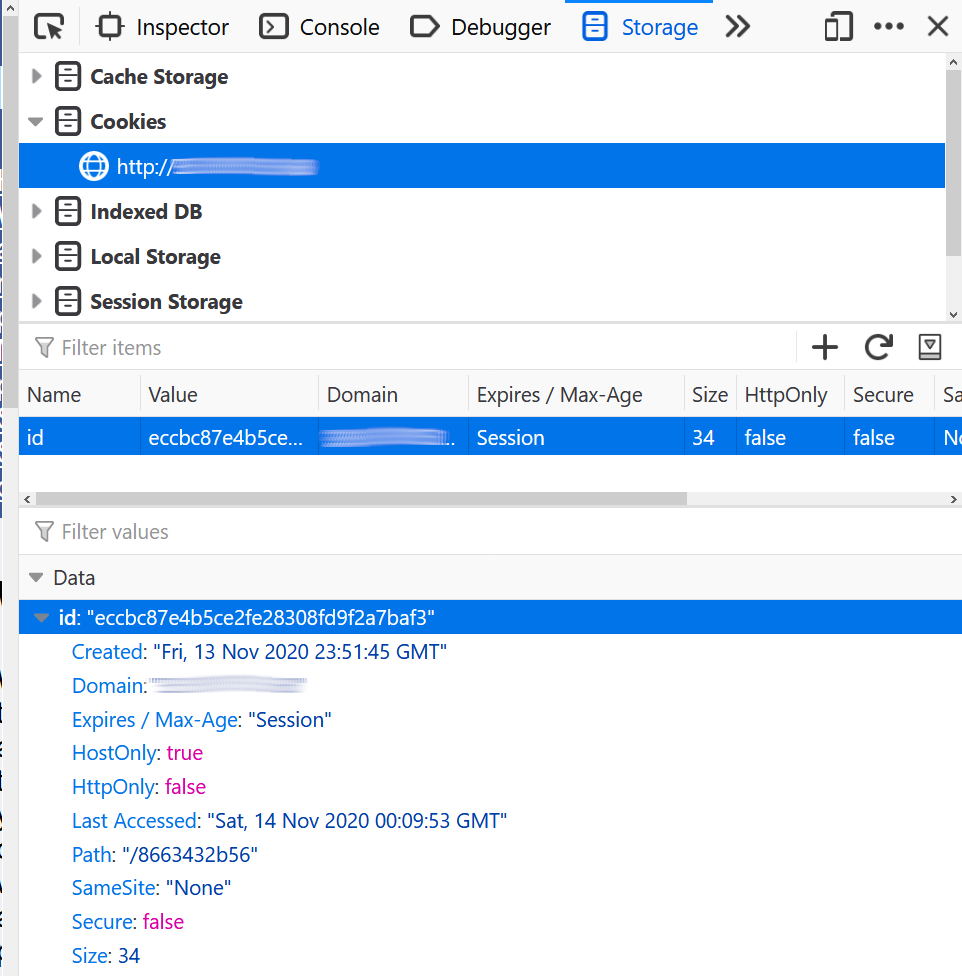 Inspector Console Debugger Storage
Cache Storage
Cookies
http://
Indexed DB
Local Storage
Session Storage
Filter items
Name Value Domain Expires / Max-Age Size HttpOnly Secure Sa
id eccbc87e4b5ce... ... Session 34 false false No
Filter values
Data
id: "eccbc87e4b5ce2fe28308fd9f2a7baf3"
Created: "Fri, 13 Nov 2020 23:51:45 GMT"
Domain:
Expires / Max-Age: "Session"
HostOnly: true
HttpOnly: false
Last Accessed: "Sat, 14 Nov 2020 00:09:53 GMT"
Path: "/8663432b56"
SameSite: "None"
Secure: false
Size: 34